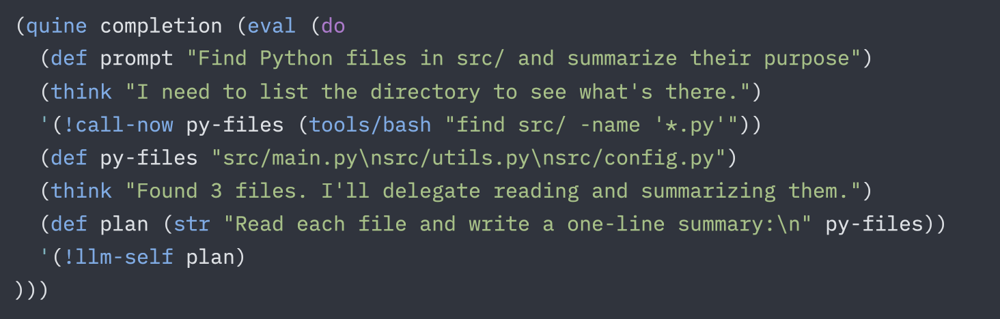 (quine completion (eval (do
  (def prompt "Find Python files in src/ and summarize their purpose")
  (think "I need to list the directory to see what's there.")
  '(!call-now py-files (tools/bash "find src/ -name '*.py'"))
  (def py-files "src/main.py\nsrc/utils.py\nsrc/config.py")
  (think "Found 3 files. I'll delegate reading and summarizing them.")
  (def plan (str "Read each file and write a one-line summary:\n" py-files))
  '(!llm-self plan)
)))